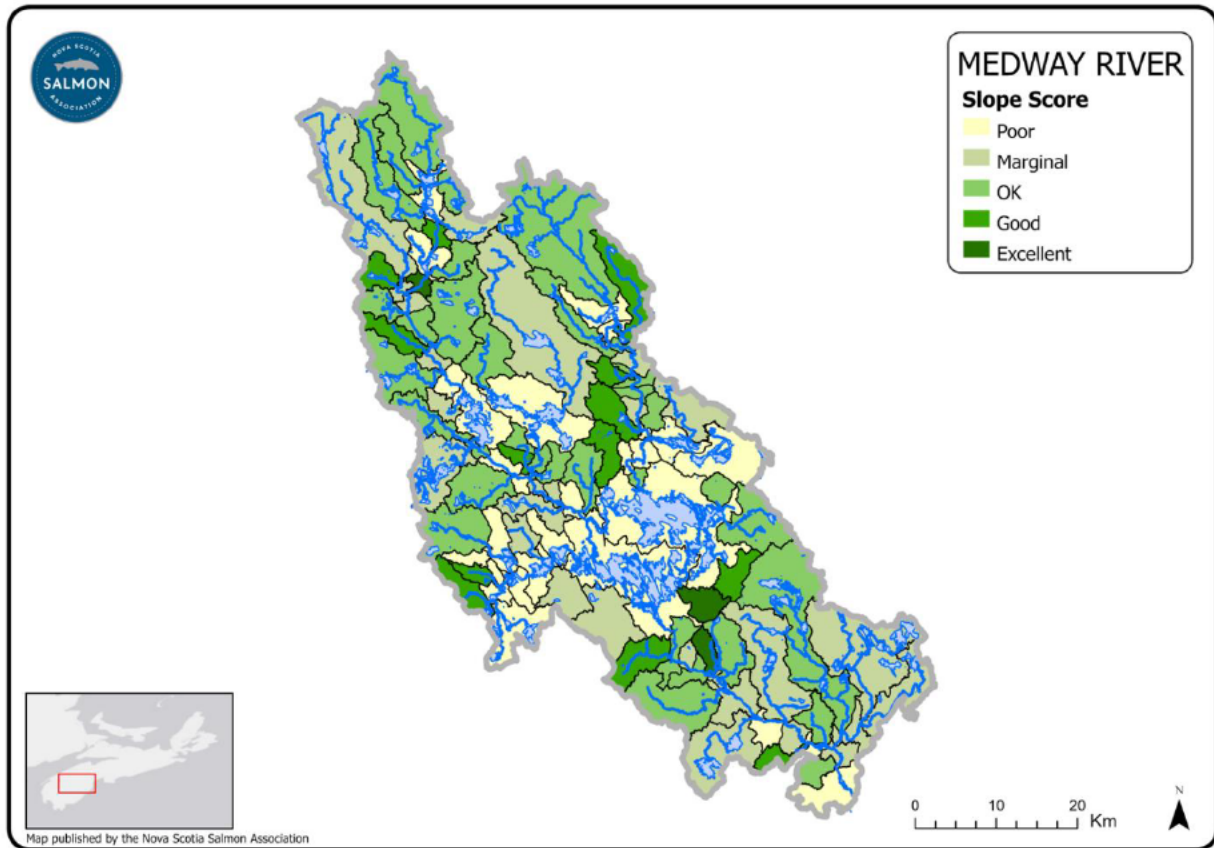 NOVA SCOTIA
SALMON
ASSOCIATION
MEDWAY RIVER
Slope Score
Poor
Marginal
OK
Good
Excellent
0 10 20
Km
N
Map published by the Nova Scotia Salmon Association